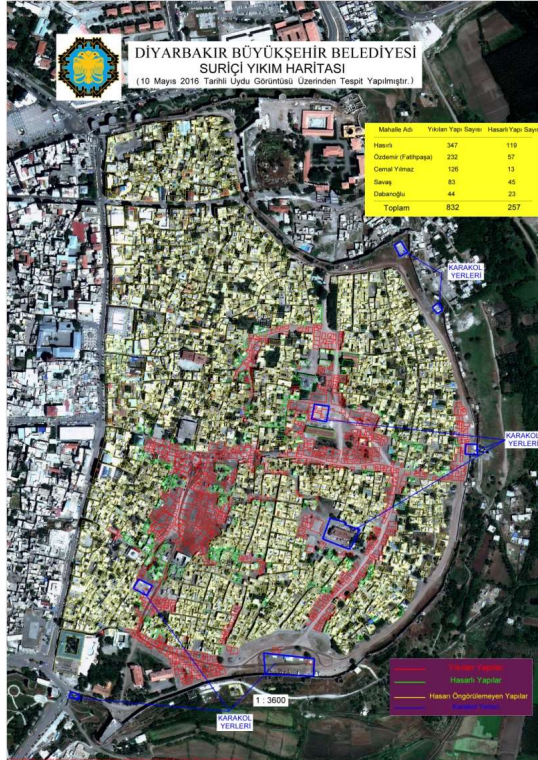 DİYARBAKIR BÜYÜKŞEHİR BELEDİYESİ
SURİÇİ YIKIM HARİTASI
(10 Mayıs 2016 Tarihli Uydu Görüntüsü Üzerinden Tespit Yapılmıştır.)
Mahalle Adı Yıkılan Yapı Sayısı Hasarlı Yapı Sayıs
Hasırlı 347 119
Özdemir (Fatihpaşa) 232 57
Cemal Yılmaz 126 13
Savaş 83 45
Dabanoğlu 44 23
Toplam 832 257
KARAKOL
YERLERİ
KARAKOL
YERLERİ
KARAKOL
YERLERİ
1 : 3600
Yıkılan Yapılar
Hasarlı Yapılar
Hasarı Öngörülemeyen Yapılar
Karakol Yerleri